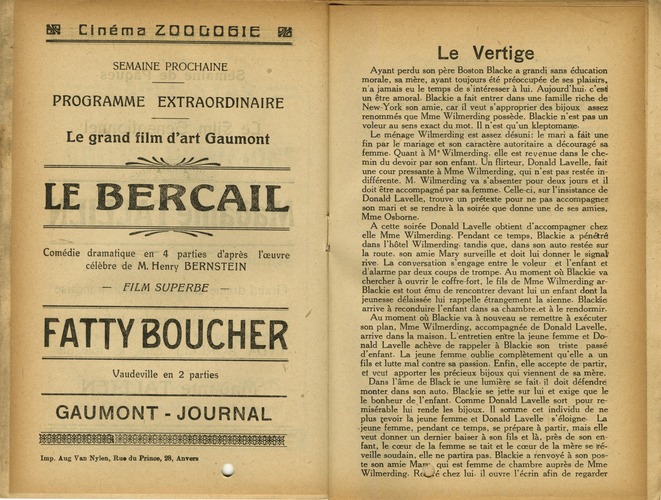 Cinéma ZOOLOGIE
SEMAINE PROCHAINE
PROGRAMME EXTRAORDINAIRE
Le grand film d'art Gaumont
LE BERCAIL
Comédie dramatique en 4 parties d'après l'œuvre
célèbre de M. Henry BERNSTEIN
— FILM SUPERBE —
FATTY BOUCHER
Vaudeville en 2 parties
GAUMONT - JOURNAL
Imp. Aug Van Nylen, Rue du Prince, 28, Anvers
Le Vertige
Ayant perdu son père Boston Blacke a grandi sans éducation
morale, sa mère, ayant toujours été préoccupée de ses plaisirs,
n'a jamais eu le temps de s'intéresser à lui. Aujourd'hui c'est
un être amoral. Blackie a fait entrer dans une famille riche de
New-York son amie, car il veut s'approprier des bijoux assez
renommés que Mme Wilmerding possède. Blackie n'est pas un
voleur au sens exact du mot. Il n'est qu'un kleptomane.
Le ménage Wilmerding est assez désuni: le mari a fait une
fin par le mariage et son caractère autoritaire a découragé sa
femme. Quant à Me Wilmerding, elle est revenue dans le che-
min du devoir par son enfant. Un flirteur, Donald Lavelle, fait
une cour pressante à Mme Wilmerding, qui n'est pas restée in-
différente. M. Wilmerding va s'absenter pour deux jours et il
doit être accompagné par sa femme. Celle-ci, sur l'insistance de
Donald Lavelle, trouve un prétexte pour ne pas accompagner
son mari et se rendre à la soirée que donne une de ses amies,
Mme Osborne.
A cette soirée Donald Lavelle obtient d'accompagner chez
elle Mme Wilmerding. Pendant ce temps, Blackie a pénétré
dans l'hôtel Wilmerding tandis que, dans son auto restée sur
la route, son amie Mary surveille et doit lui donner le signal
rive. La conversation s'engage entre le voleur et l'enfant et
d'alarme par deux coups de trompe. Au moment où Blackie va
chercher à ouvrir le coffre-fort, le fils de Mme Wilmerding ar-
Blackie est tout ému de rencontrer devant lui un enfant dont la
jeunesse délaissée lui rappelle étrangement la sienne. Blackie
arrive à reconduire l'enfant dans sa chambre et à le rendormir.
Au moment où Blackie va à nouveau se remettre à exécuter
son plan, Mme Wilmerding, accompagnée de Donald Lavelle,
arrive dans la maison. L'entretien entre la jeune femme et Do-
nald Lavelle achève de rappeler à Blackie son triste passé
d'enfant. La jeune femme oublie complètement qu'elle a un
fils et lutte mal contre sa passion. Enfin, elle accepte de partir,
et veut apporter les précieux bijoux qui viennent de sa mère.
Dans l'âme de Black ie une lumière se fait: il doit défendre
monter dans son auto. Blackie se jette sur lui et exige que le
le bonheur de l'enfant. Comme Donald Lavelle sort pour re-
misérable lui rende les bijoux. Il somme cet individu de ne
plus revoir la jeune femme et Donald Lavelle s'éloigne. La
jeune femme, pendant ce temps, se prépare à partir, mais elle
veut donner un dernier baiser à son fils et là, près de son en-
fant, le cœur de la femme se tait et le cœur de la mère se ré-
veille soudain, elle ne partira pas. Blackie a renvoyé à son pos-
te son amie qui est femme de chambre auprès de Mme
Wilmerding. chez lui, il ouvre l'écrin afin de regarder